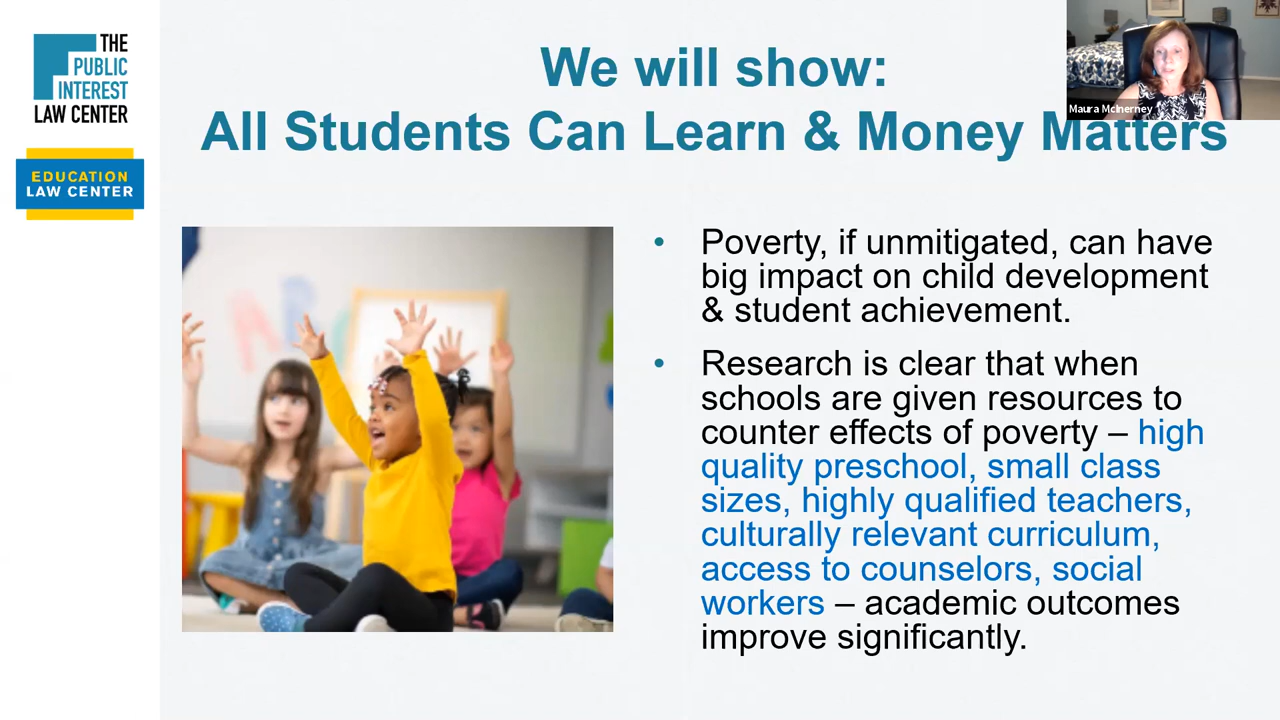 THE
PUBLIC
INTEREST
LAW CENTER
EDUCATION
LAW CENTER
We will show:
All Students Can Learn & Money Matters
Maura McInerney
• Poverty, if unmitigated, can have
big impact on child development
& student achievement.
• Research is clear that when
schools are given resources to
counter effects of poverty – high
quality preschool, small class
sizes, highly qualified teachers,
culturally relevant curriculum,
access to counselors, social
workers – academic outcomes
improve significantly.